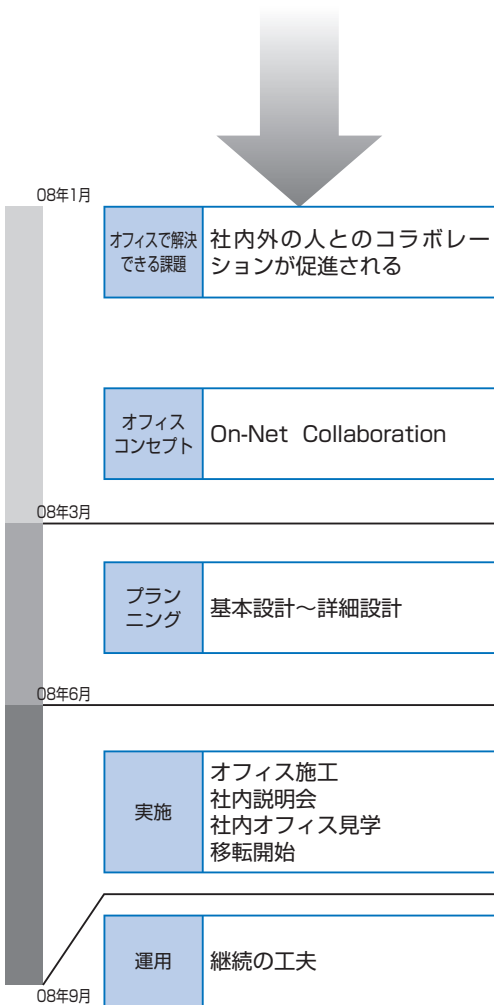 08年1月
オフィスで解決
できる課題
社内外の人とのコラボレー
ションが促進される
オフィス
コンセプト
On-Net Collaboration
08年3月
プラン
ニング
基本設計〜詳細設計
08年6月
実施
オフィス施工
社内説明会
社内オフィス見学
移転開始
運用
継続の工夫
08年9月